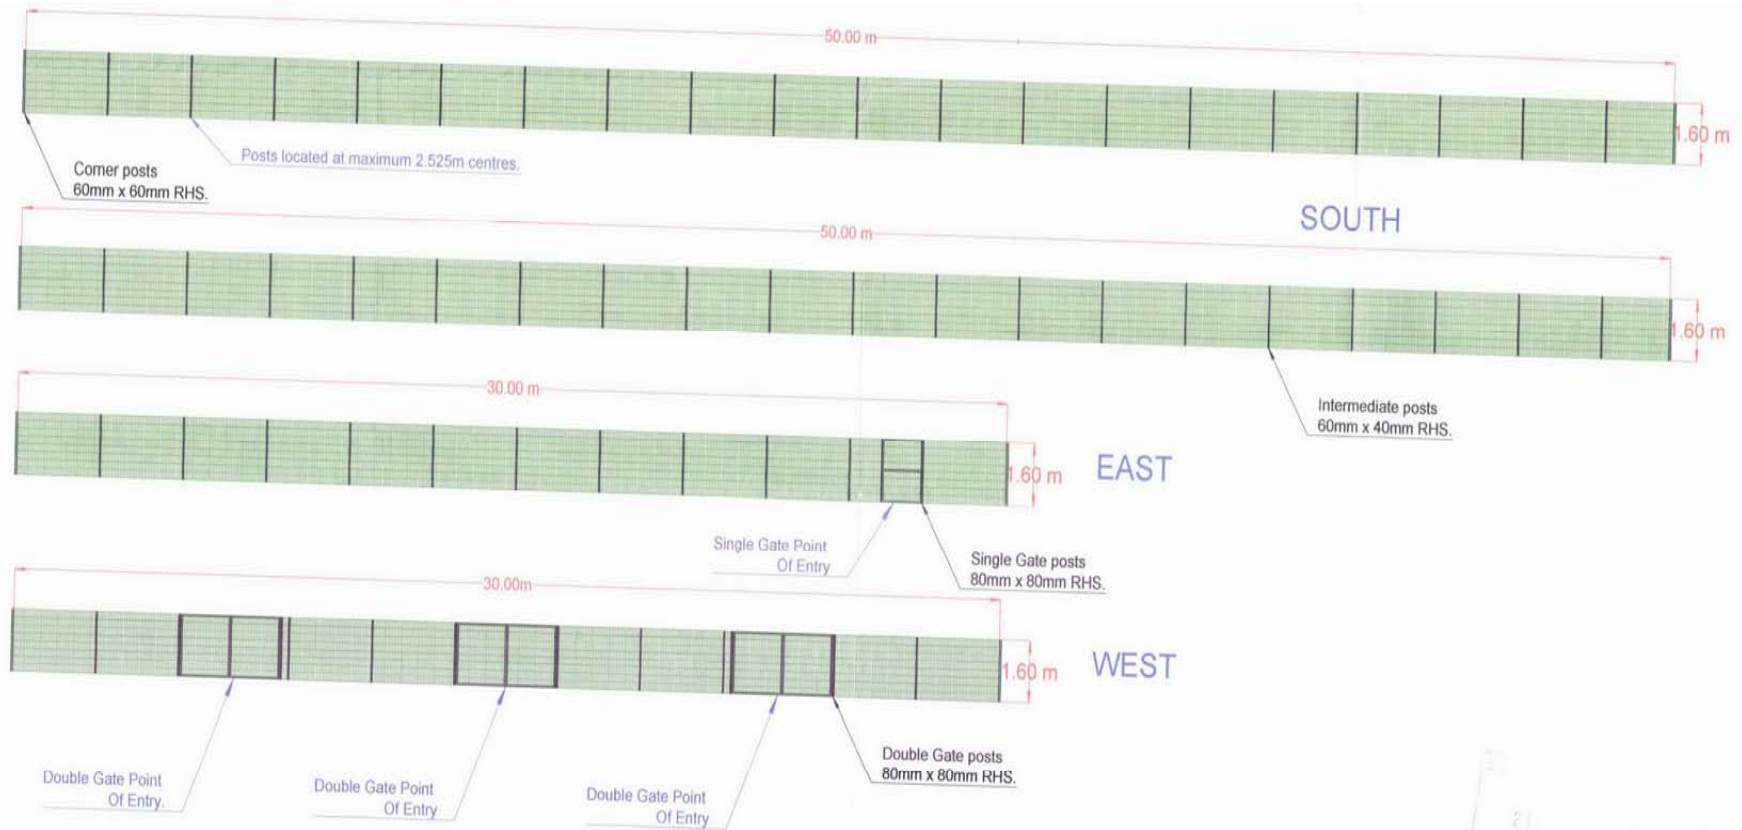 50.00 m
1.60 m
Posts located at maximum 2.525m centres.
Corner posts
60mm x 60mm RHS.
SOUTH
50.00 m
1.60 m
Intermediate posts
60mm x 40mm RHS.
30.00 m
1.60 m
EAST
Single Gate Point
Of Entry
Single Gate posts
80mm x 80mm RHS.
30.00m
1.60 m
WEST
Double Gate Point
Of Entry.
Double Gate Point
Of Entry
Double Gate Point
Of Entry
Double Gate posts
80mm x 80mm RHS.